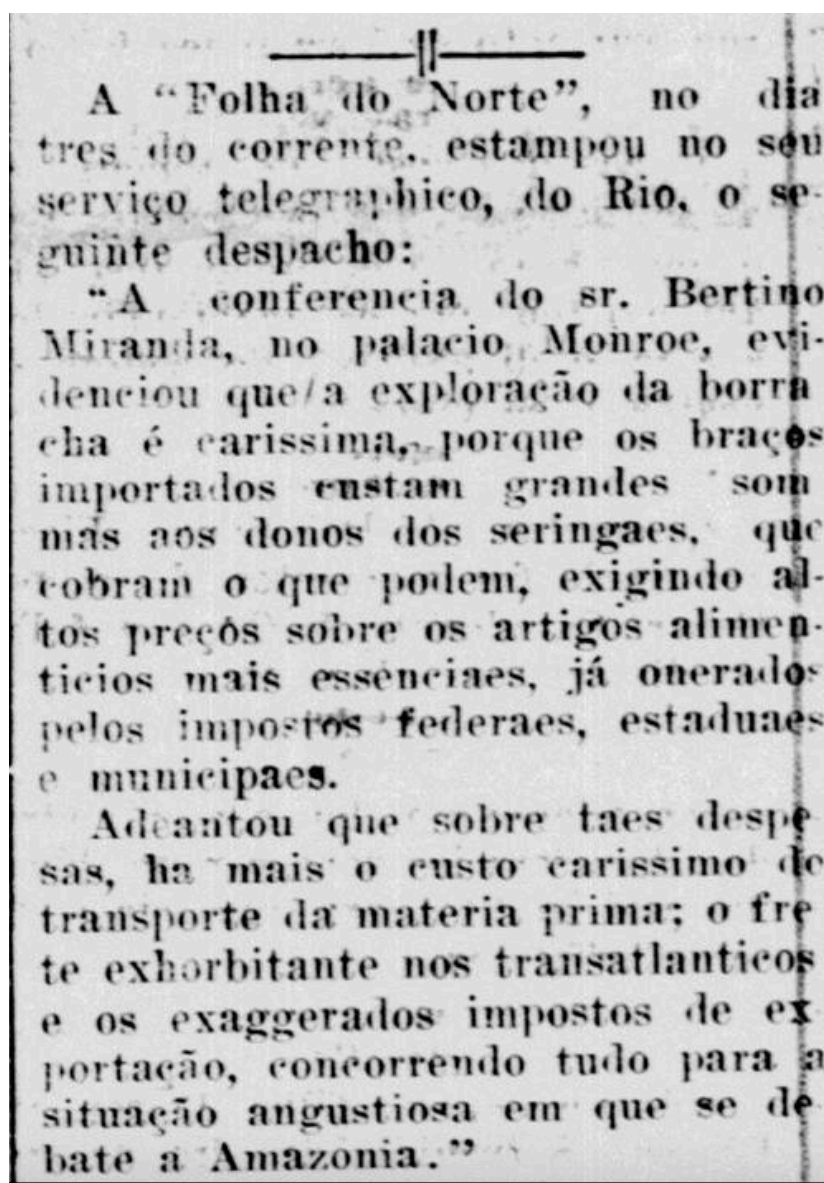 A "Folha do Norte", no dia
tres do corrente, estampou no seu
serviço telegraphico, do Rio, o se-
guinte despacho:
"A conferencia do sr. Bertino
Miranda, no palacio Monroe, evi-
denciou que a exploração da borra
cha é carissima, porque os braços
importados custam grandes som
mas aos donos dos seringaes, que
cobram o que podem, exigindo al-
tos preços sobre os artigos alimen-
ticios mais essenciaes, já onerados
pelos impostos federaes, estaduaes
e municipaes.
Adeantou que sobre taes despe
sas, ha mais o custo carissimo de
transporte da materia prima; o fre
te exhorbitante nos transatlanticos
e os exaggerados impostos de ex
portação, concorrendo tudo para a
situação angustiosa em que se de
bate a Amazonia."